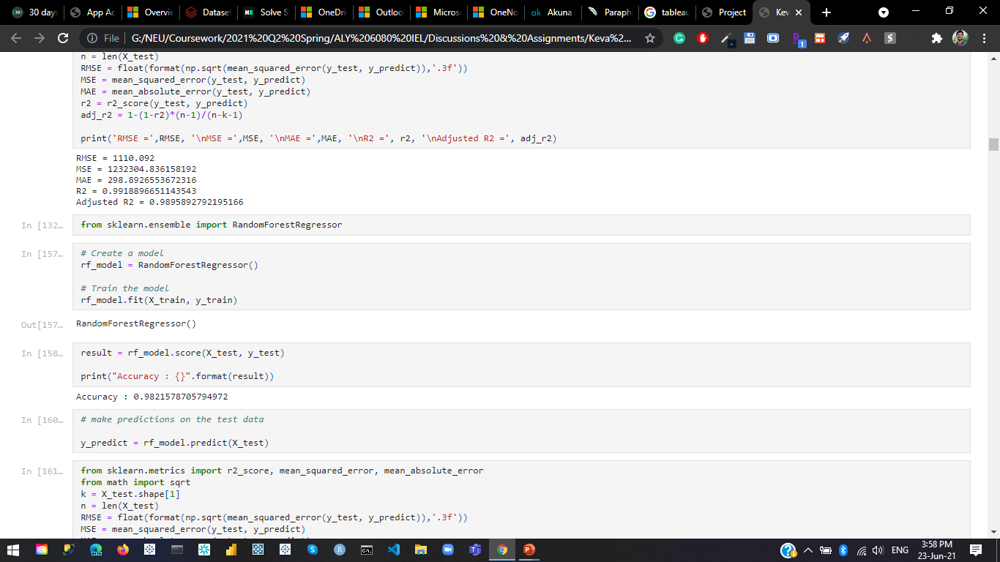 30 days
App Ac
Overvie
Dataset
Solve S
OneDri
Outloo
Microso
OneNo
ak Akuna
Paraph
tableau
Project
Kev
File G:/NEU/Coursework/2021%20Q2%20Spring/ALY%206080%20IEL/Discussions%20&%20Assignments/Keva%2...
n = len(X_test)
RMSE = float(format(np.sqrt(mean_squared_error(y_test, y_predict)),'.3f'))
MSE = mean_squared_error(y_test, y_predict)
MAE = mean_absolute_error(y_test, y_predict)
r2 = r2_score(y_test, y_predict)
adj_r2 = 1-(1-r2)*(n-1)/(n-k-1)
print('RMSE =',RMSE, '\nMSE =',MSE, '\nMAE =',MAE, '\nR2 =', r2, '\nAdjusted R2 =', adj_r2)
RMSE = 1110.092
MSE = 1232304.836158192
MAE = 298.8926553672316
R2 = 0.9918896651143543
Adjusted R2 = 0.9895892792195166
In [132… from sklearn.ensemble import RandomForestRegressor
In [157… # Create a model
rf_model = RandomForestRegressor()
# Train the model
rf_model.fit(X_train, y_train)
Out[157… RandomForestRegressor()
In [158… result = rf_model.score(X_test, y_test)
print("Accuracy : {}".format(result))
Accuracy : 0.9821578705794972
In [160… # make predictions on the test data
y_predict = rf_model.predict(X_test)
In [161… from sklearn.metrics import r2_score, mean_squared_error, mean_absolute_error
from math import sqrt
k = X_test.shape[1]
n = len(X_test)
RMSE = float(format(np.sqrt(mean_squared_error(y_test, y_predict)),'.3f'))
MSE = mean_squared_error(y_test, y_predict)
ENG
3:58 PM
23-Jun-21